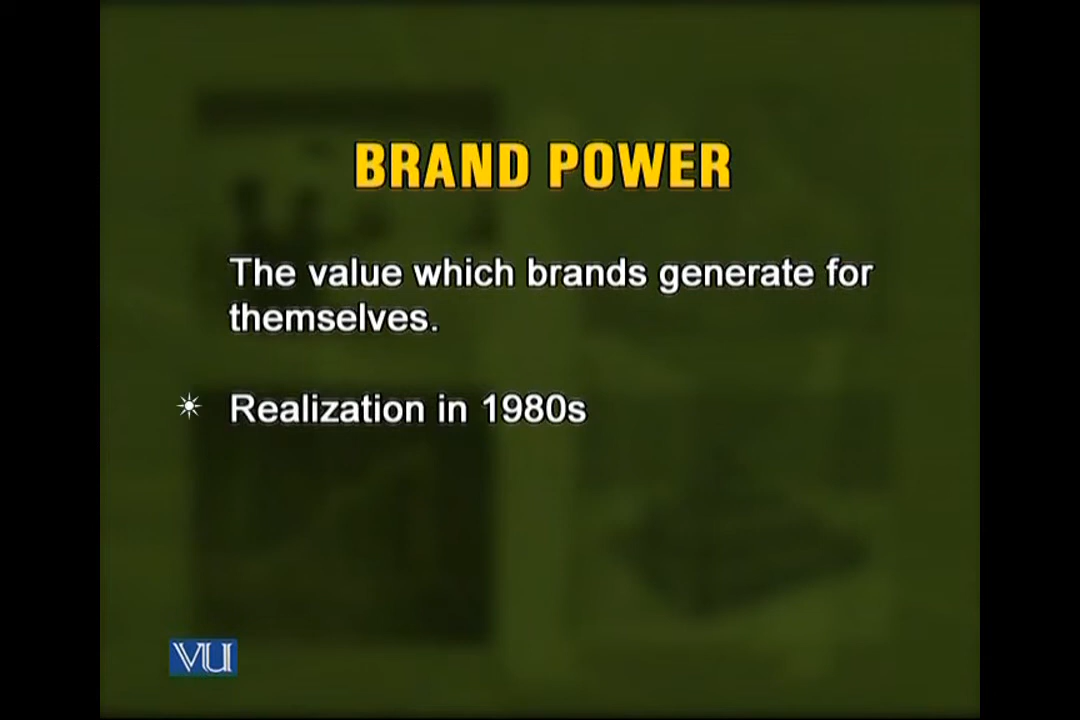 BRAND POWER
The value which brands generate for
themselves.
Realization in 1980s
VU